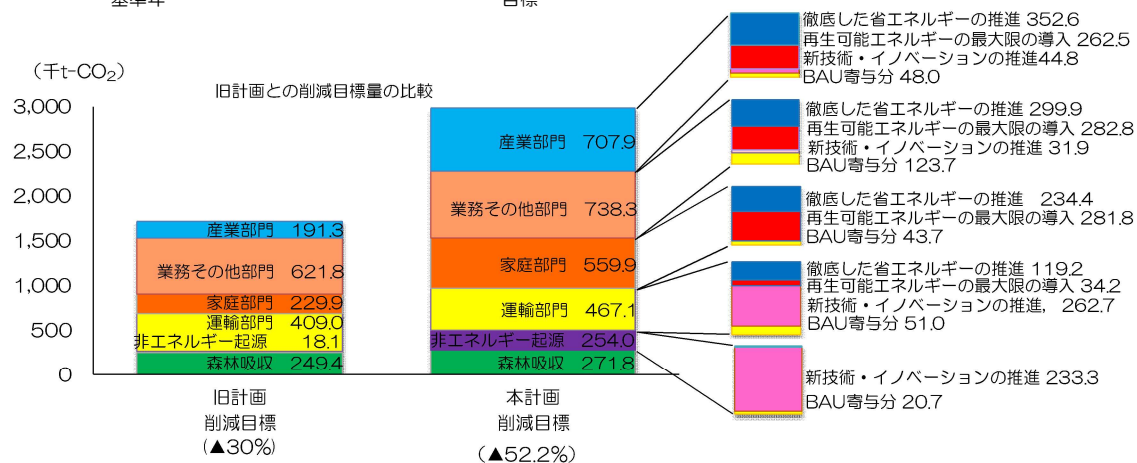 基準年
目標
(千t-CO₂)
旧計画との削減目標量の比較
3,000
2,500
2,000
1,500
1,000
500
0
産業部門 191.3
業務その他部門 621.8
家庭部門 229.9
運輸部門 409.0
非エネルギー起源 18.1
森林吸収 249.4
産業部門 707.9
業務その他部門 738.3
家庭部門 559.9
運輸部門 467.1
非エネルギー起源 254.0
森林吸収 271.8
旧計画
削減目標
(▲30%)
本計画
削減目標
(▲52.2%)
徹底した省エネルギーの推進 352.6
再生可能エネルギーの最大限の導入 262.5
新技術・イノベーションの推進44.8
BAU寄与分 48.0
徹底した省エネルギーの推進 299.9
再生可能エネルギーの最大限の導入 282.8
新技術・イノベーションの推進 31.9
BAU寄与分 123.7
徹底した省エネルギーの推進 234.4
再生可能エネルギーの最大限の導入 281.8
BAU寄与分 43.7
徹底した省エネルギーの推進 119.2
再生可能エネルギーの最大限の導入 34.2
新技術・イノベーションの推進, 262.7
BAU寄与分 51.0
新技術・イノベーションの推進 233.3
BAU寄与分 20.7